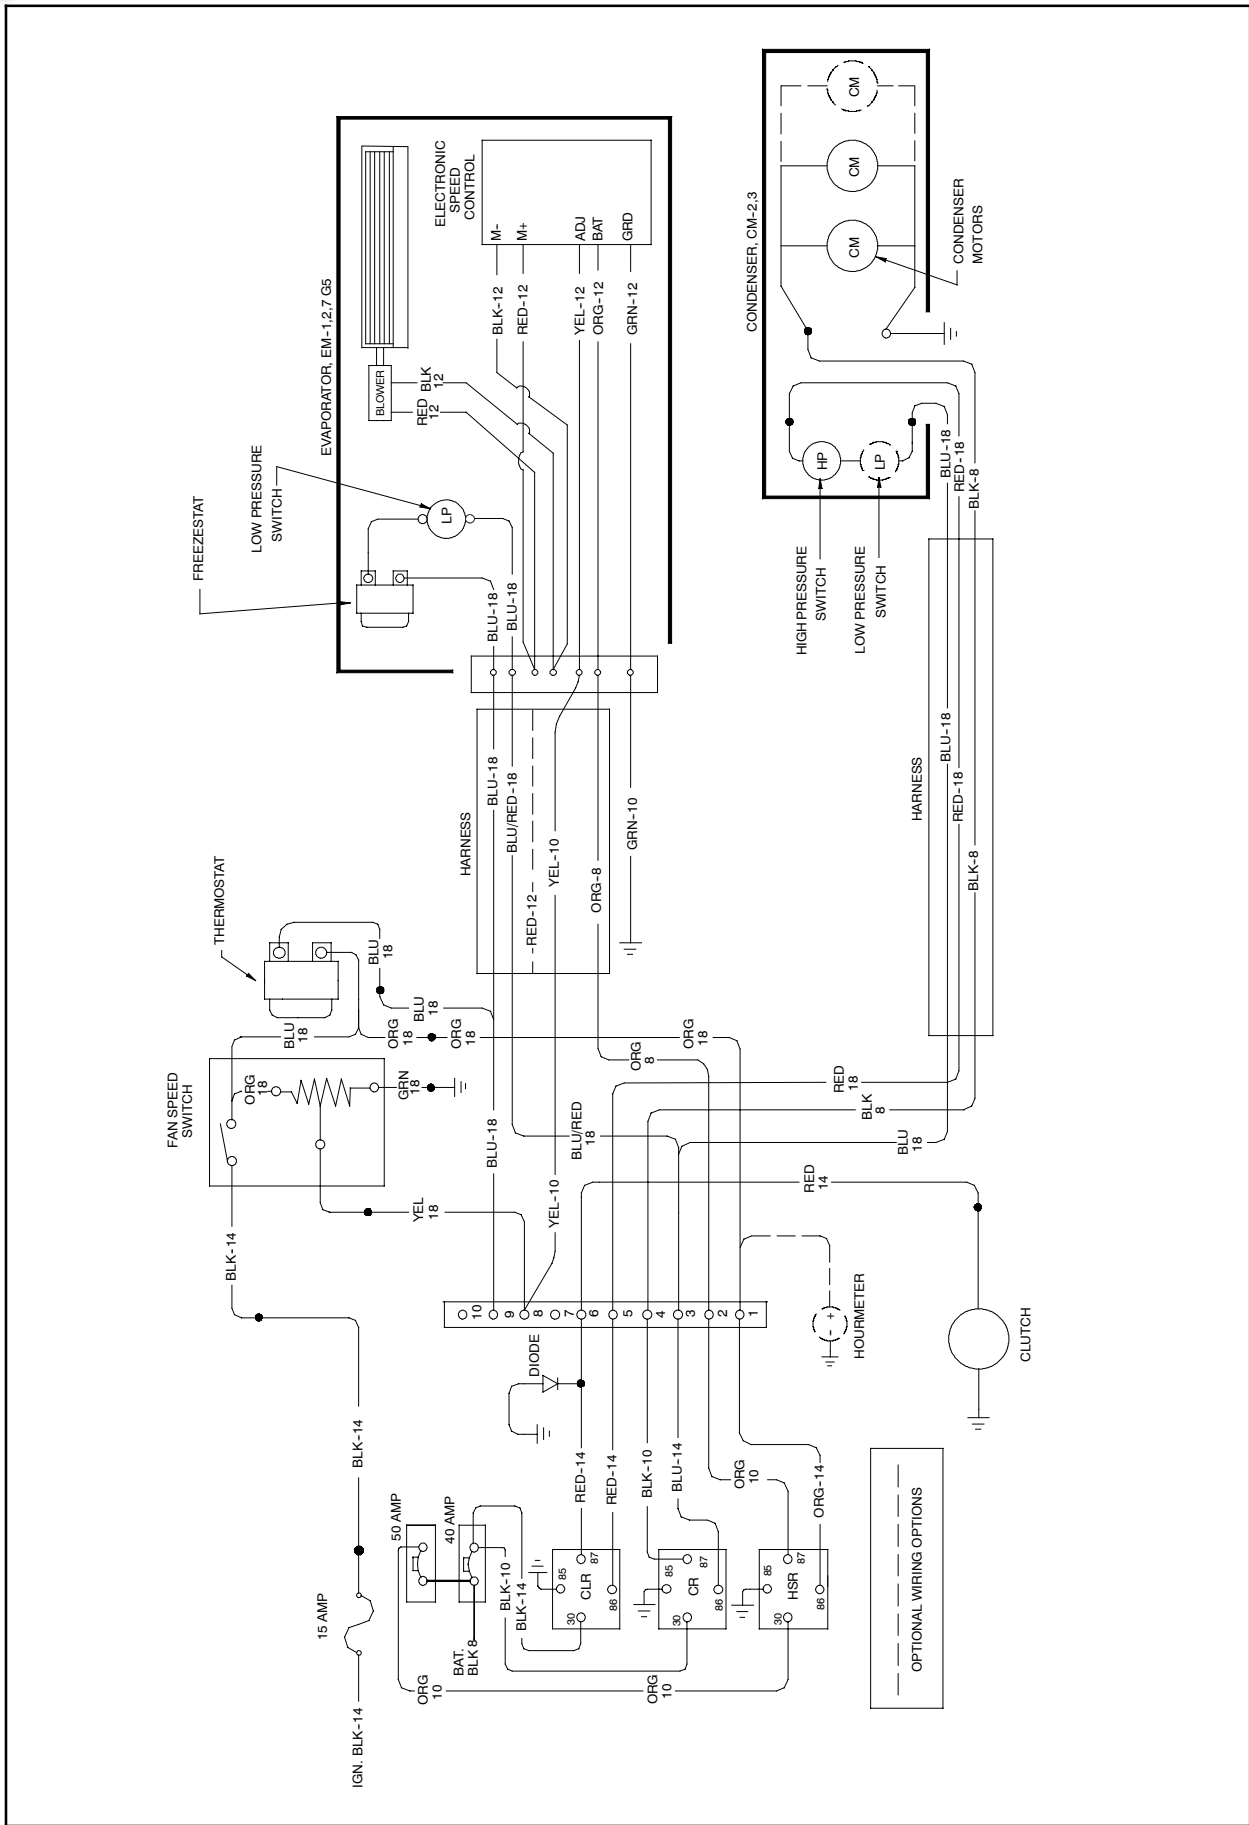 EVAPORATOR, EM-1,2,7 G5
FREEZESTAT
LOW PRESSURE
SWITCH
LP
BLOWER
RED
12
BLK
12
ELECTRONIC
SPEED
CONTROL
M-
M+
ADJ
BAT
GRD
BLK-12
RED-12
YEL-12
ORG-12
GRN-12
BLU-18
BLU-18
CONDENSER, CM-2,3
CM
CM
CM
CONDENSER
MOTORS
HP
LP
HIGH PRESSURE
SWITCH
LOW PRESSURE
SWITCH
BLU-18
RED-18
BLK-8
HARNESS
BLU-18
RED-18
BLK-8
HARNESS
BLU-18
BLU/RED-18
RED-12
YEL-10
ORG-8
GRN-10
THERMOSTAT
BLU
18
BLU
18
BLU
18
ORG
18
ORG
18
ORG
18
FAN SPEED
SWITCH
ORG
18
GRN
18
YEL
18
BLK-14
BLU-18
YEL-10
BLU/RED
18
ORG
8
RED
18
BLK
8
BLU
18
RED
14
10
9
8
7
6
5
4
3
2
1
DIODE
HOURMETER
- +
CLUTCH
BLK-14
15 AMP
IGN. BLK-14
50 AMP
40 AMP
BAT.
BLK 8
ORG
10
BLK-10
BLK-14
RED-14
RED-14
BLK-10
BLU-14
ORG
10
ORG-14
ORG
10
85
87
CLR
30
86
85
87
CR
30
86
85
87
HSR
30
86
OPTIONAL WIRING OPTIONS